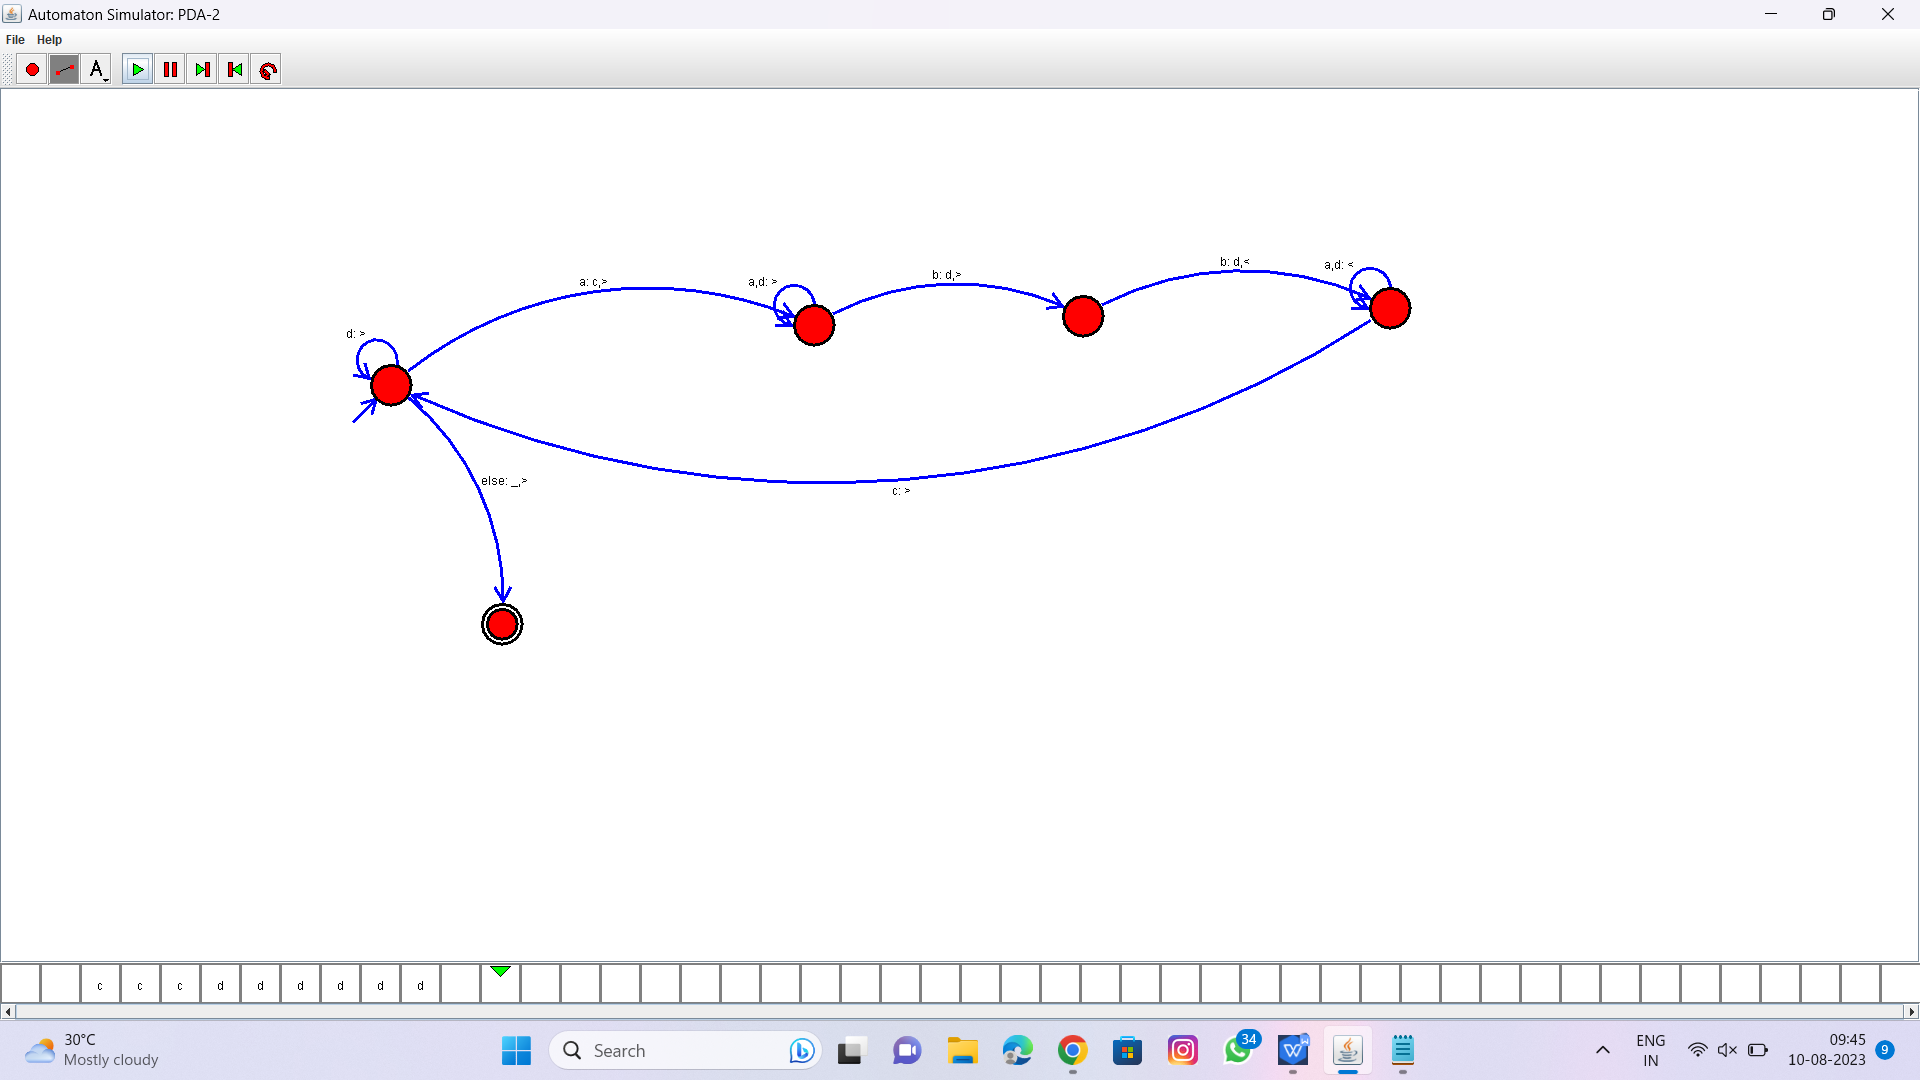 Automaton Simulator: PDA-2
File Help
A
b: d,<
a,d: <
b: d,>
a: c,>
a,d: >
d: >
else: _,>
c: >
c c c d d d d d d
30°C
Mostly cloudy
Search
34
W
ENG
IN
09:45
10-08-2023
9